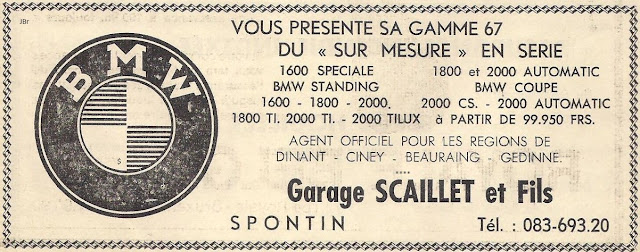 JBr
BMW
VOUS PRESENTE SA GAMME 67
DU « SUR MESURE » EN SERIE
1600 SPECIALE 1800 et 2000 AUTOMATIC
BMW STANDING BMW COUPE
1600 - 1800 - 2000. 2000 CS. - 2000 AUTOMATIC
1800 TI. 2000 TI. - 2000 TILUX à PARTIR DE 99.950 FRS.
AGENT OFFICIEL POUR LES REGIONS DE
DINANT - CINEY - BEAURAING - GEDINNE.
....
Garage SCAILLET et Fils
SPONTIN Tél. : 083-693.20